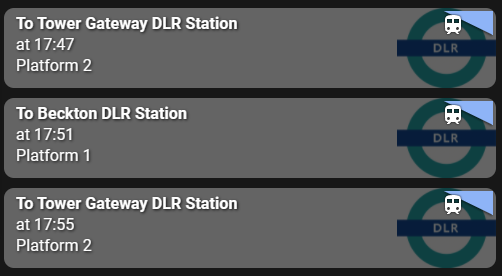 To Tower Gateway DLR Station
at 17:47
Platform 2
DLR
To Beckton DLR Station
at 17:51
Platform 1
DLR
To Tower Gateway DLR Station
at 17:55
Platform 2
DLR